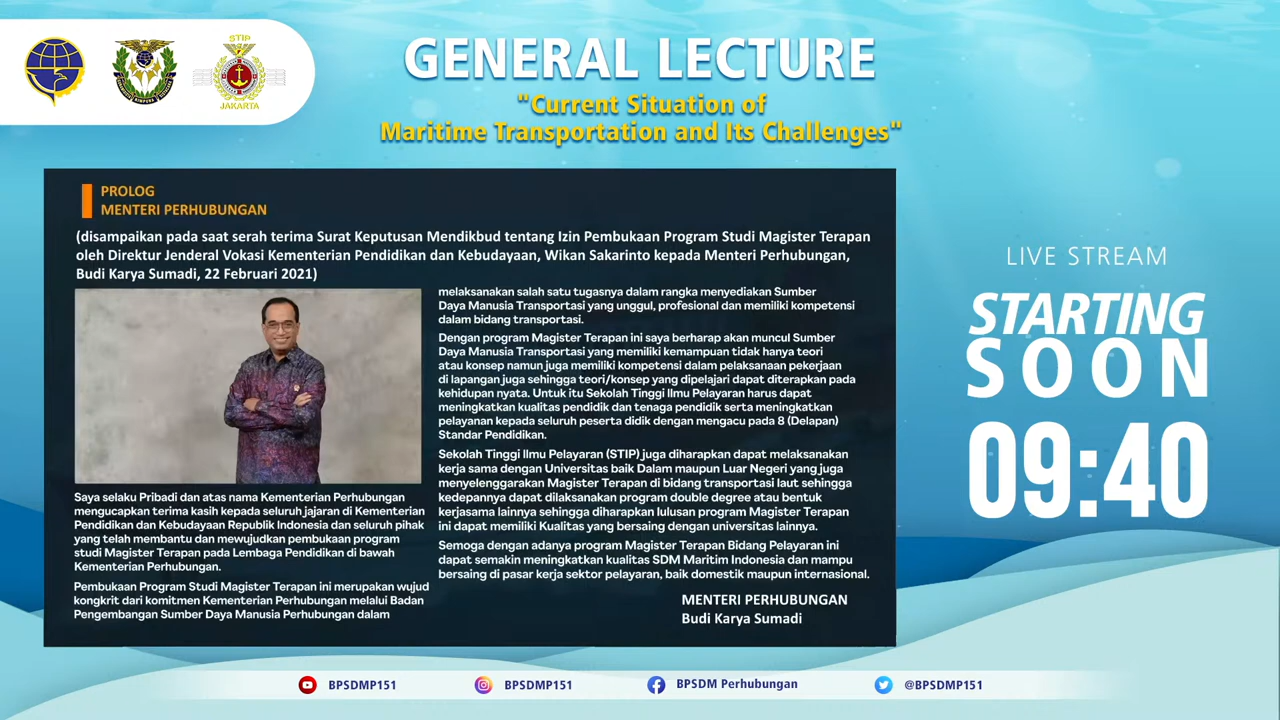 STIP
JAKARTA
GENERAL LECTURE
"Current Situation of
Maritime Transportation and Its Challenges"
PROLOG
MENTERI PERHUBUNGAN
(disampaikan pada saat serah terima Surat Keputusan Mendikbud tentang Izin Pembukaan Program Studi Magister Terapan
oleh Direktur Jenderal Vokasi Kementerian Pendidikan dan Kebudayaan, Wikan Sakarinto kepada Menteri Perhubungan,
Budi Karya Sumadi, 22 Februari 2021)
Saya selaku Pribadi dan atas nama Kementerian Perhubungan
mengucapkan terima kasih kepada seluruh jajaran di Kementerian
Pendidikan dan Kebudayaan Republik Indonesia dan seluruh pihak
yang telah membantu dan mewujudkan pembukaan program
studi Magister Terapan pada Lembaga Pendidikan di bawah
Kementerian Perhubungan.
Pembukaan Program Studi Magister Terapan ini merupakan wujud
kongkrit dari komitmen Kementerian Perhubungan melalui Badan
Pengembangan Sumber Daya Manusia Perhubungan dalam
melaksanakan salah satu tugasnya dalam rangka menyediakan Sumber
Daya Manusia Transportasi yang unggul, profesional dan memiliki kompetensi
dalam bidang transportasi.
Dengan program Magister Terapan ini saya berharap akan muncul Sumber
Daya Manusia Transportasi yang memiliki kemampuan tidak hanya teori
atau konsep namun juga memiliki kompetensi dalam pelaksanaan pekerjaan
di lapangan juga sehingga teori/konsep yang dipelajari dapat diterapkan pada
kehidupan nyata. Untuk itu Sekolah Tinggi Ilmu Pelayaran harus dapat
meningkatkan kualitas pendidik dan tenaga pendidik serta meningkatkan
pelayanan kepada seluruh peserta didik dengan mengacu pada 8 (Delapan)
Standar Pendidikan.
Sekolah Tinggi Ilmu Pelayaran (STIP) juga diharapkan dapat melaksanakan
kerja sama dengan Universitas baik Dalam maupun Luar Negeri yang juga
menyelenggarakan Magister Terapan di bidang transportasi laut sehingga
kedepannya dapat dilaksanakan program double degree atau bentuk
kerjasama lainnya sehingga diharapkan lulusan program Magister Terapan
ini dapat memiliki Kualitas yang bersaing dengan universitas lainnya.
Semoga dengan adanya program Magister Terapan Bidang Pelayaran ini
dapat semakin meningkatkan kualitas SDM Maritim Indonesia dan mampu
bersaing di pasar kerja sektor pelayaran, baik domestik maupun internasional.
MENTERI PERHUBUNGAN
Budi Karya Sumadi
LIVE STREAM
STARTING
SOON
09:40
BPSDMP151
BPSDMP151
BPSDM Perhubungan
@BPSDMP151